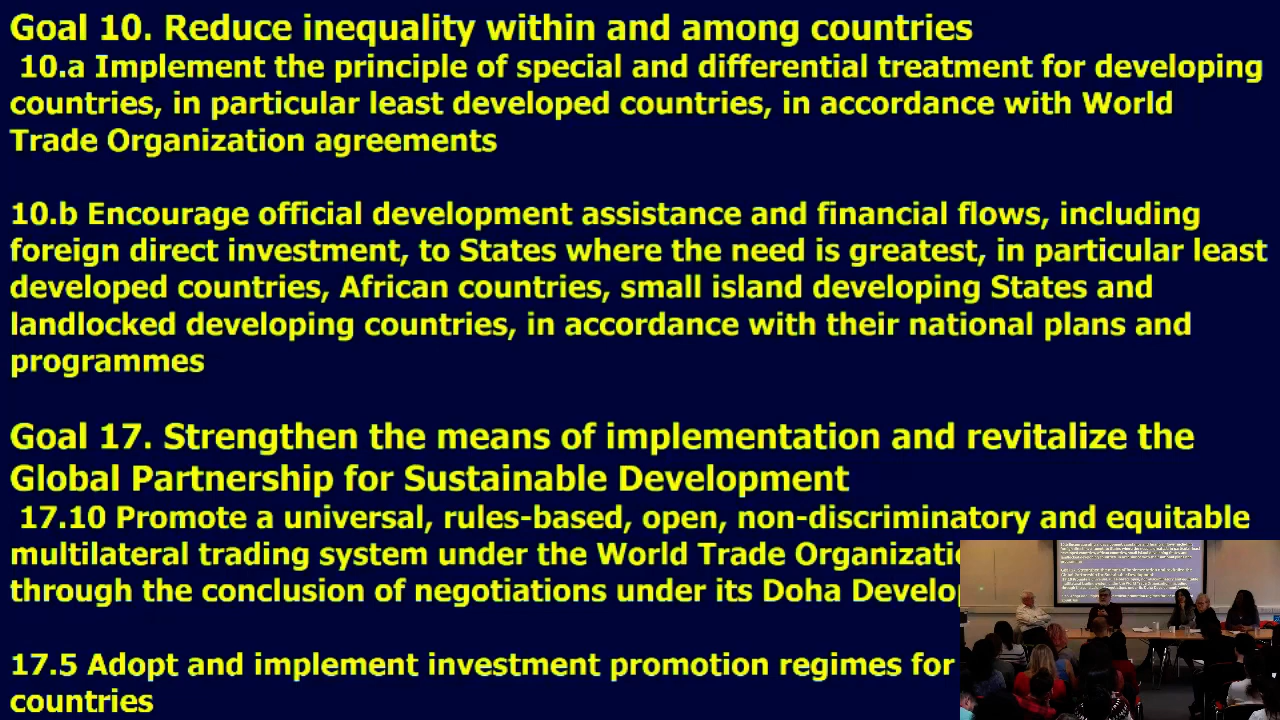 Goal 10. Reduce inequality within and among countries
10.a Implement the principle of special and differential treatment for developing
countries, in particular least developed countries, in accordance with World
Trade Organization agreements
10.b Encourage official development assistance and financial flows, including
foreign direct investment, to States where the need is greatest, in particular least
developed countries, African countries, small island developing States and
landlocked developing countries, in accordance with their national plans and
programmes
Goal 17. Strengthen the means of implementation and revitalize the
Global Partnership for Sustainable Development
17.10 Promote a universal, rules-based, open, non-discriminatory and equitable
multilateral trading system under the World Trade
through the conclusion of negotiations under its Doha
17.5 Adopt and implement investment promotion regimes for
countries